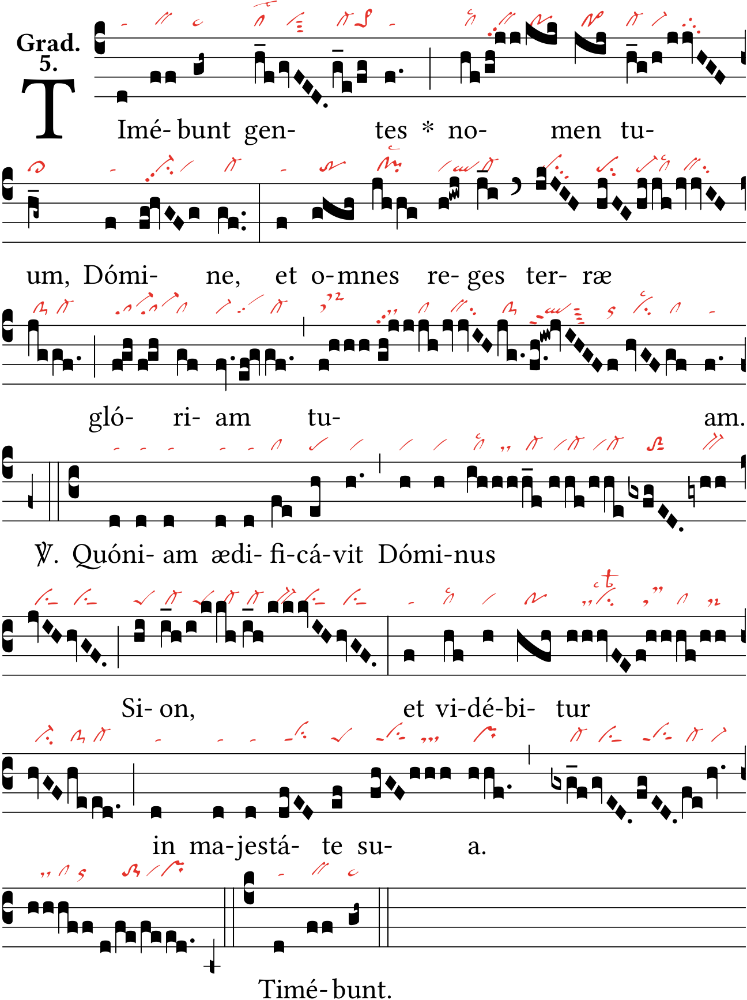 Grad.
5.
TImé-bunt gen-tes * no-men tu-
um, Dómi-ne, et o-mnes re-ges ter-ræ
gló-ri-am tu-am.
℣. Quóni-am ædi-fi-cá-vit Dómi-nus
Si-on, et vi-dé-bi-tur
in ma-jestá-te su-a.
Timé-bunt.